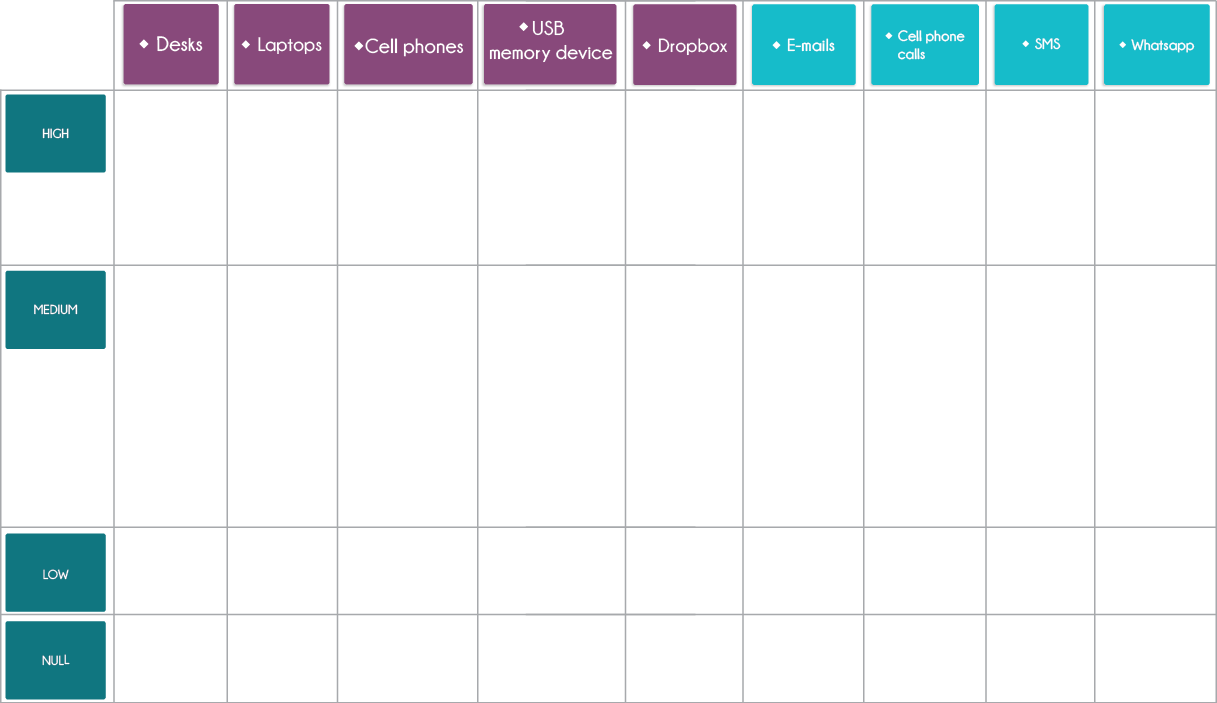 ◆ Desks
◆ Laptops
◆Cell phones
◆ USB
memory device
◆ Dropbox
◆ E-mails
◆ Cell phone
calls
◆ SMS
◆ Whatsapp
HIGH
MEDIUM
LOW
NULL